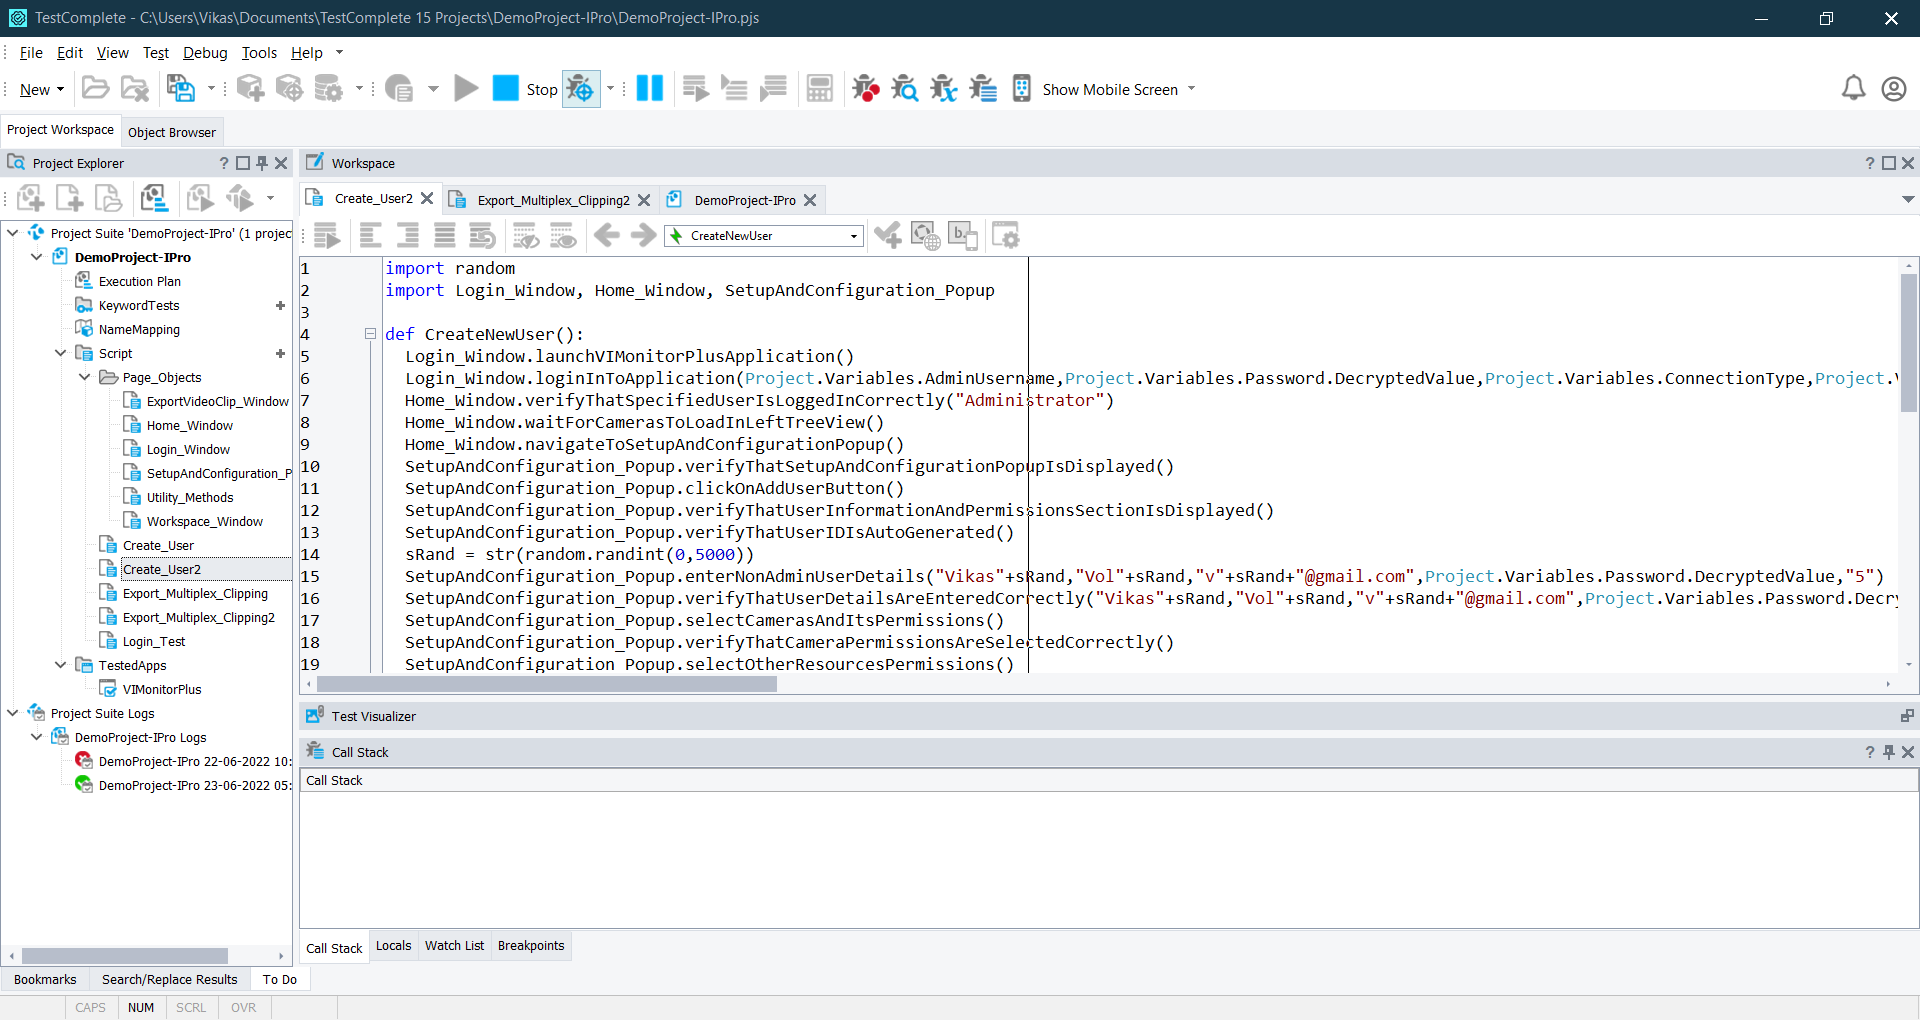 TestComplete - C:\Users\Vikas\Documents\TestComplete 15 Projects\DemoProject-IPro\DemoProject-IPro.pjs
File Edit View Test Debug Tools Help
New Stop Show Mobile Screen
Project Workspace Object Browser
Project Explorer
Project Suite 'DemoProject-IPro' (1 projec
DemoProject-IPro
Execution Plan
KeywordTests
NameMapping
Script
Page_Objects
ExportVideoClip_Window
Home_Window
Login_Window
SetupAndConfiguration_P
Utility_Methods
Workspace_Window
Create_User
Create_User2
Export_Multiplex_Clipping
Export_Multiplex_Clipping2
Login_Test
TestedApps
VIMonitorPlus
Project Suite Logs
DemoProject-IPro Logs
DemoProject-IPro 22-06-2022 10:
DemoProject-IPro 23-06-2022 05:
Workspace
Create_User2 Export_Multiplex_Clipping2 DemoProject-IPro
CreateNewUser
1 import random
2 import Login_Window, Home_Window, SetupAndConfiguration_Popup
3
4 def CreateNewUser():
5 Login_Window.launchVIMonitorPlusApplication()
6 Login_Window.loginInToApplication(Project.Variables.AdminUsername,Project.Variables.Password.DecryptedValue,Project.Variables.ConnectionType,Project.V
7 Home_Window.verifyThatSpecifiedUserIsLoggedInCorrectly("Administrator")
8 Home_Window.waitForCamerasToLoadInLeftTreeView()
9 Home_Window.navigateToSetupAndConfigurationPopup()
10 SetupAndConfiguration_Popup.verifyThatSetupAndConfigurationPopupIsDisplayed()
11 SetupAndConfiguration_Popup.clickOnAddUserButton()
12 SetupAndConfiguration_Popup.verifyThatUserInformationAndPermissionsSectionIsDisplayed()
13 SetupAndConfiguration_Popup.verifyThatUserIDIsAutoGenerated()
14 sRand = str(random.randint(0,5000))
15 SetupAndConfiguration_Popup.enterNonAdminUserDetails("Vikas"+sRand,"Vol"+sRand,"v"+sRand+"@gmail.com",Project.Variables.Password.DecryptedValue,"5")
16 SetupAndConfiguration_Popup.verifyThatUserDetailsAreEnteredCorrectly("Vikas"+sRand,"Vol"+sRand,"v"+sRand+"@gmail.com",Project.Variables.Password.Decry
17 SetupAndConfiguration_Popup.selectCamerasAndItsPermissions()
18 SetupAndConfiguration_Popup.verifyThatCameraPermissionsAreSelectedCorrectly()
19 SetupAndConfiguration_Popup.selectOtherResourcesPermissions()
Test Visualizer
Call Stack
Call Stack
Call Stack Locals Watch List Breakpoints
Bookmarks Search/Replace Results To Do
CAPS NUM SCRL OVR